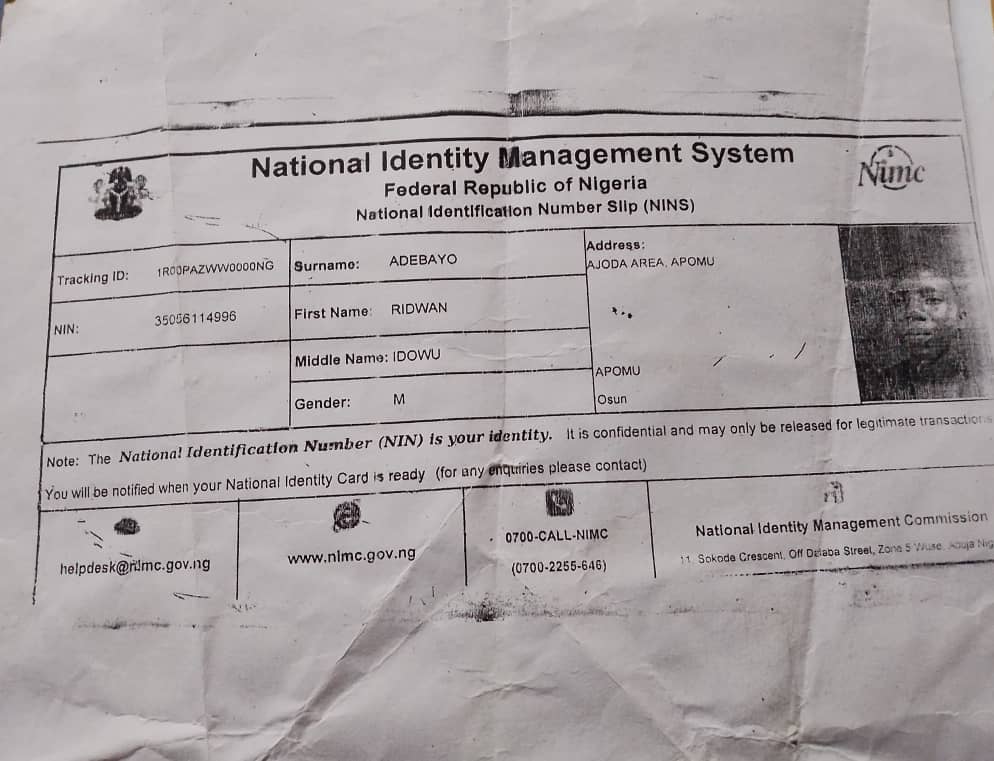 National Identity Management System
Federal Republic of Nigeria
National Identification Number Slip (NINS)
Nimc
Tracking ID: 1R00PAZWW0000NG
Surname: ADEBAYO
Address:
AJODA AREA, APOMU
NIN: 35056114996
First Name: RIDWAN
Middle Name: IDOWU
APOMU
Gender: M
Osun
Note: The National Identification Number (NIN) is your identity. It is confidential and may only be released for legitimate transactions
You will be notified when your National Identity Card is ready (for any enquiries please contact)
helpdesk@nimc.gov.ng
www.nimc.gov.ng
0700-CALL-NIMC
(0700-2255-646)
National Identity Management Commission
11, Sokode Crescent, Off Dalaba Street, Zone 5 Wuse, Abuja Nig